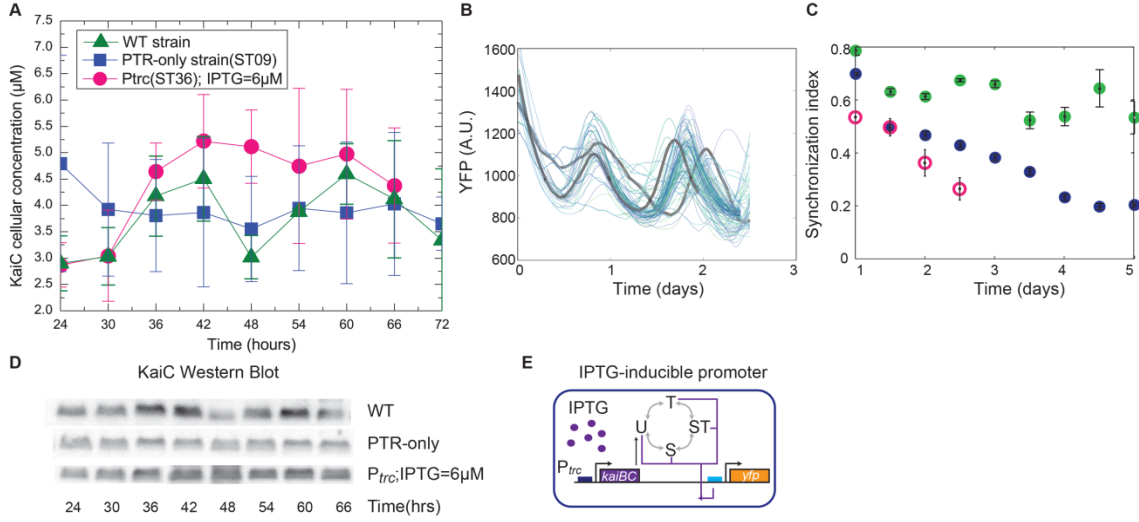 A
KaiC cellular concentration (µM)
7.5
7.0
6.5
6.0
5.5
5.0
4.5
4.0
3.5
3.0
2.5
2.0
WT strain
PTR-only strain(ST09)
Ptrc(ST36); IPTG=6µM
24 30 36 42 48 54 60 66 72
Time (hours)
B
YFP (A.U.)
1600
1400
1200
1000
800
600
0 1 2 3
Time (days)
C
Synchronization index
0.8
0.6
0.4
0.2
0
1 2 3 4 5
Time (days)
D
KaiC Western Blot
WT
PTR-only
Ptrc;IPTG=6µM
24 30 36 42 48 54 60 66 Time(hrs)
E
IPTG-inducible promoter
IPTG
T
U
ST
S
Ptrc
kaiBC
yfp